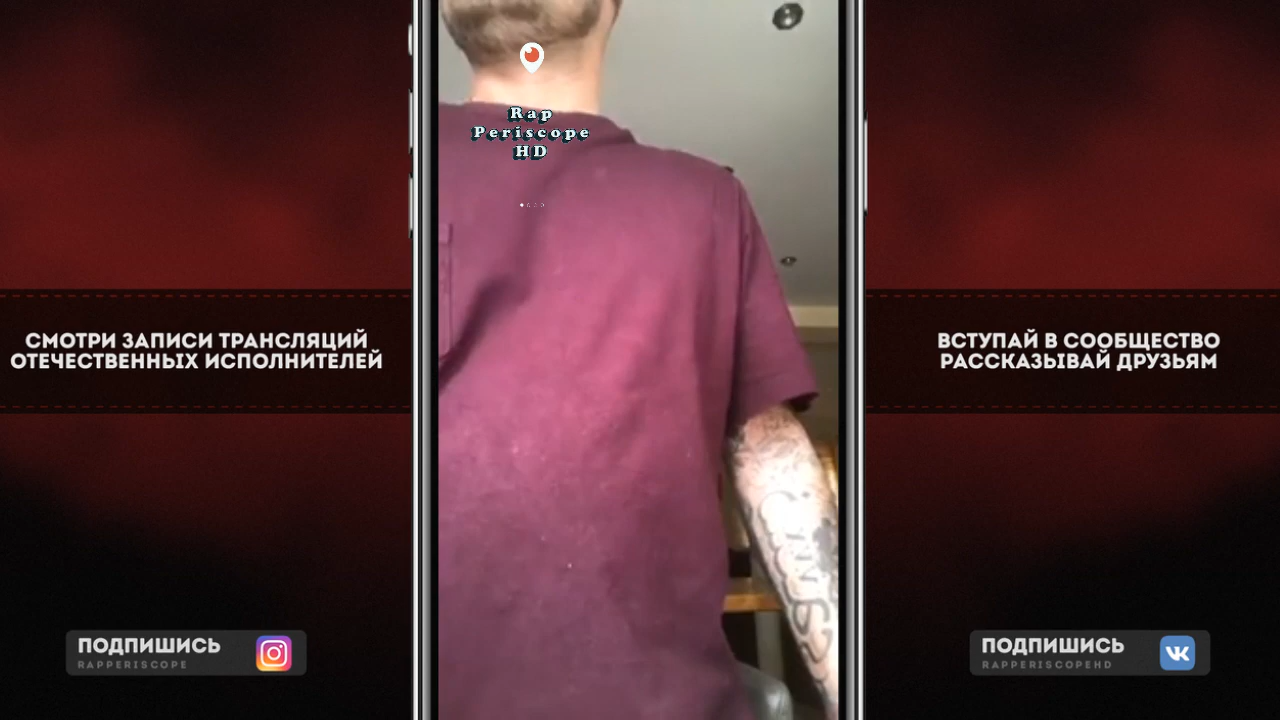 Rap
Periscope
HD
СМОТРИ ЗАПИСИ ТРАНСЛЯЦИЙ
ОТЕЧЕСТВЕННЫХ ИСПОЛНИТЕЛЕЙ
ВСТУПАЙ В СООБЩЕСТВО
РАССКАЗЫВАЙ ДРУЗЬЯМ
ПОДПИШИСЬ
RAPPERISCOPE
ПОДПИШИСЬ
RAPPERISCOPEHD